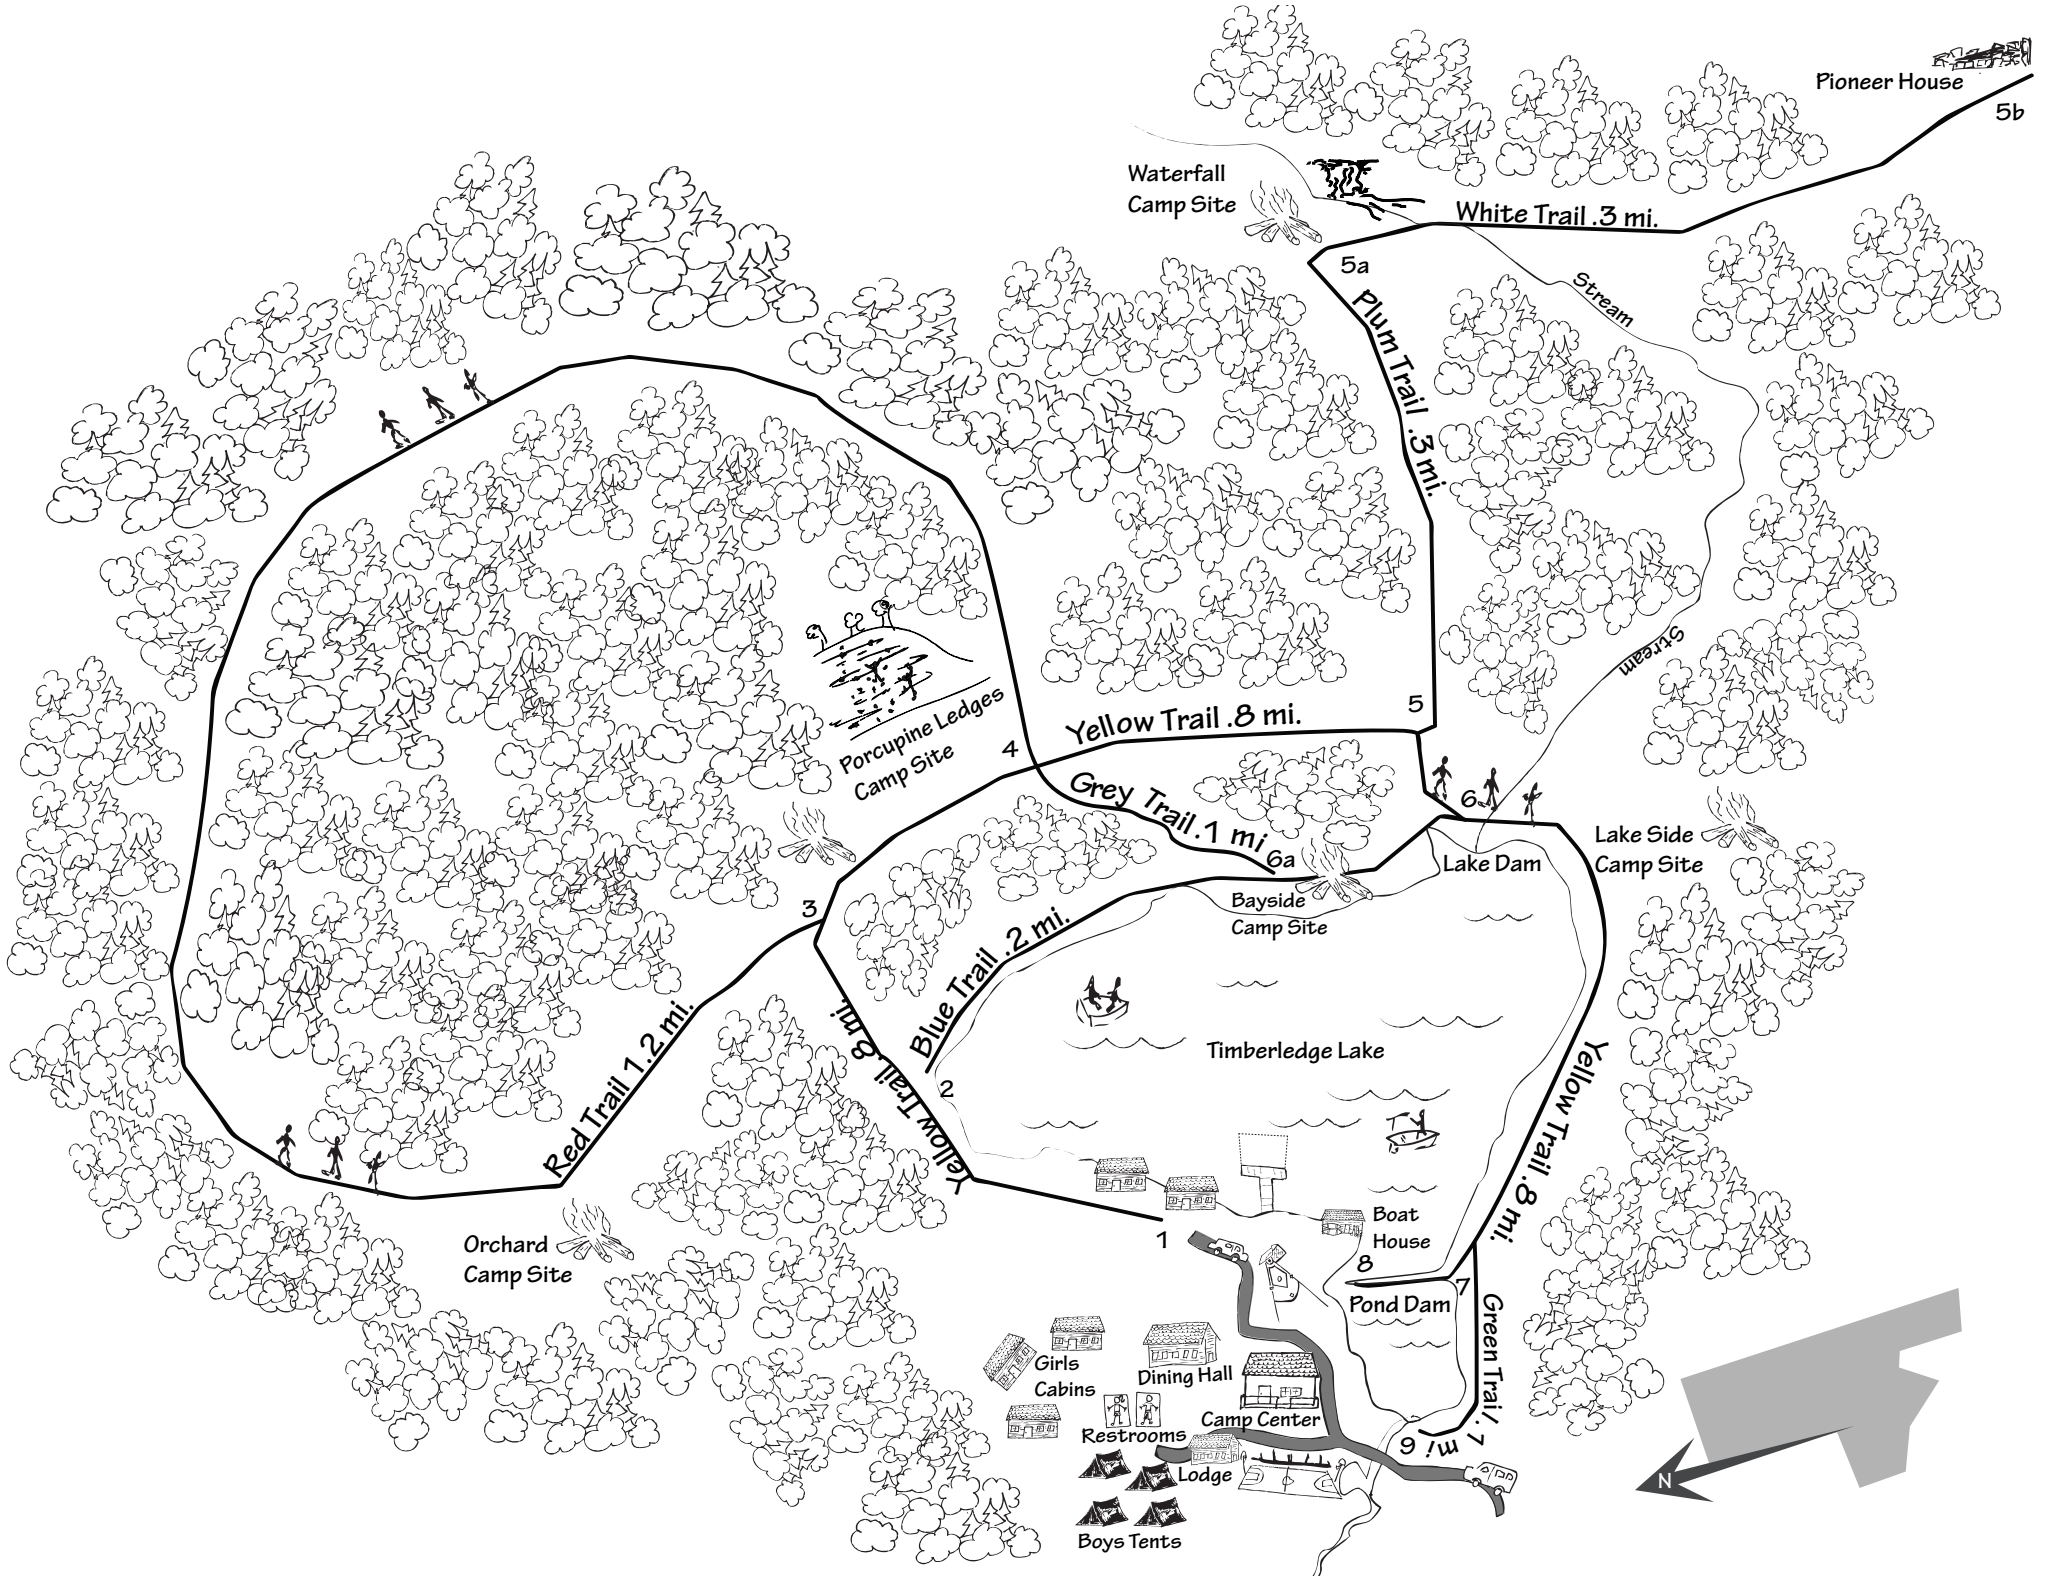 Pioneer House
5b
Waterfall
Camp Site
White Trail .3 mi.
5a
Stream
Plum Trail .3 mi.
Stream
Porcupine Ledges
Camp Site
4
Yellow Trail .8 mi.
5
Grey Trail .1 mi
6a
6
Lake Side
Camp Site
Lake Dam
3
Bayside
Camp Site
Blue Trail .2 mi.
Red Trail 1.2 mi.
Yellow Trail .8 mi.
2
Timberledge Lake
Yellow Trail .8 mi.
Orchard
Camp Site
1
Boat
House
8
7
Pond Dam
Green Trail .1 mi
9
Girls
Cabins
Dining Hall
Camp Center
Restrooms
Lodge
Boys Tents
N